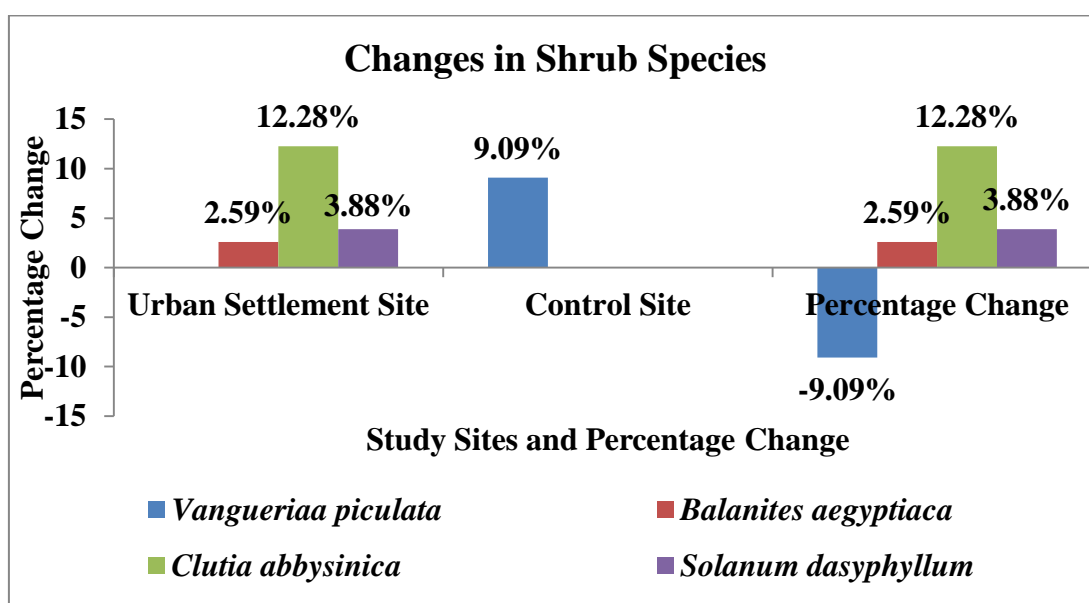 Changes in Shrub Species
Percentage Change
15
10
5
0
-5
-10
-15
2.59%
12.28%
3.88%
9.09%
-9.09%
2.59%
12.28%
3.88%
Urban Settlement Site
Control Site
Percentage Change
Study Sites and Percentage Change
Vangueriaa piculata
Balanites aegyptiaca
Clutia abbysinica
Solanum dasyphyllum